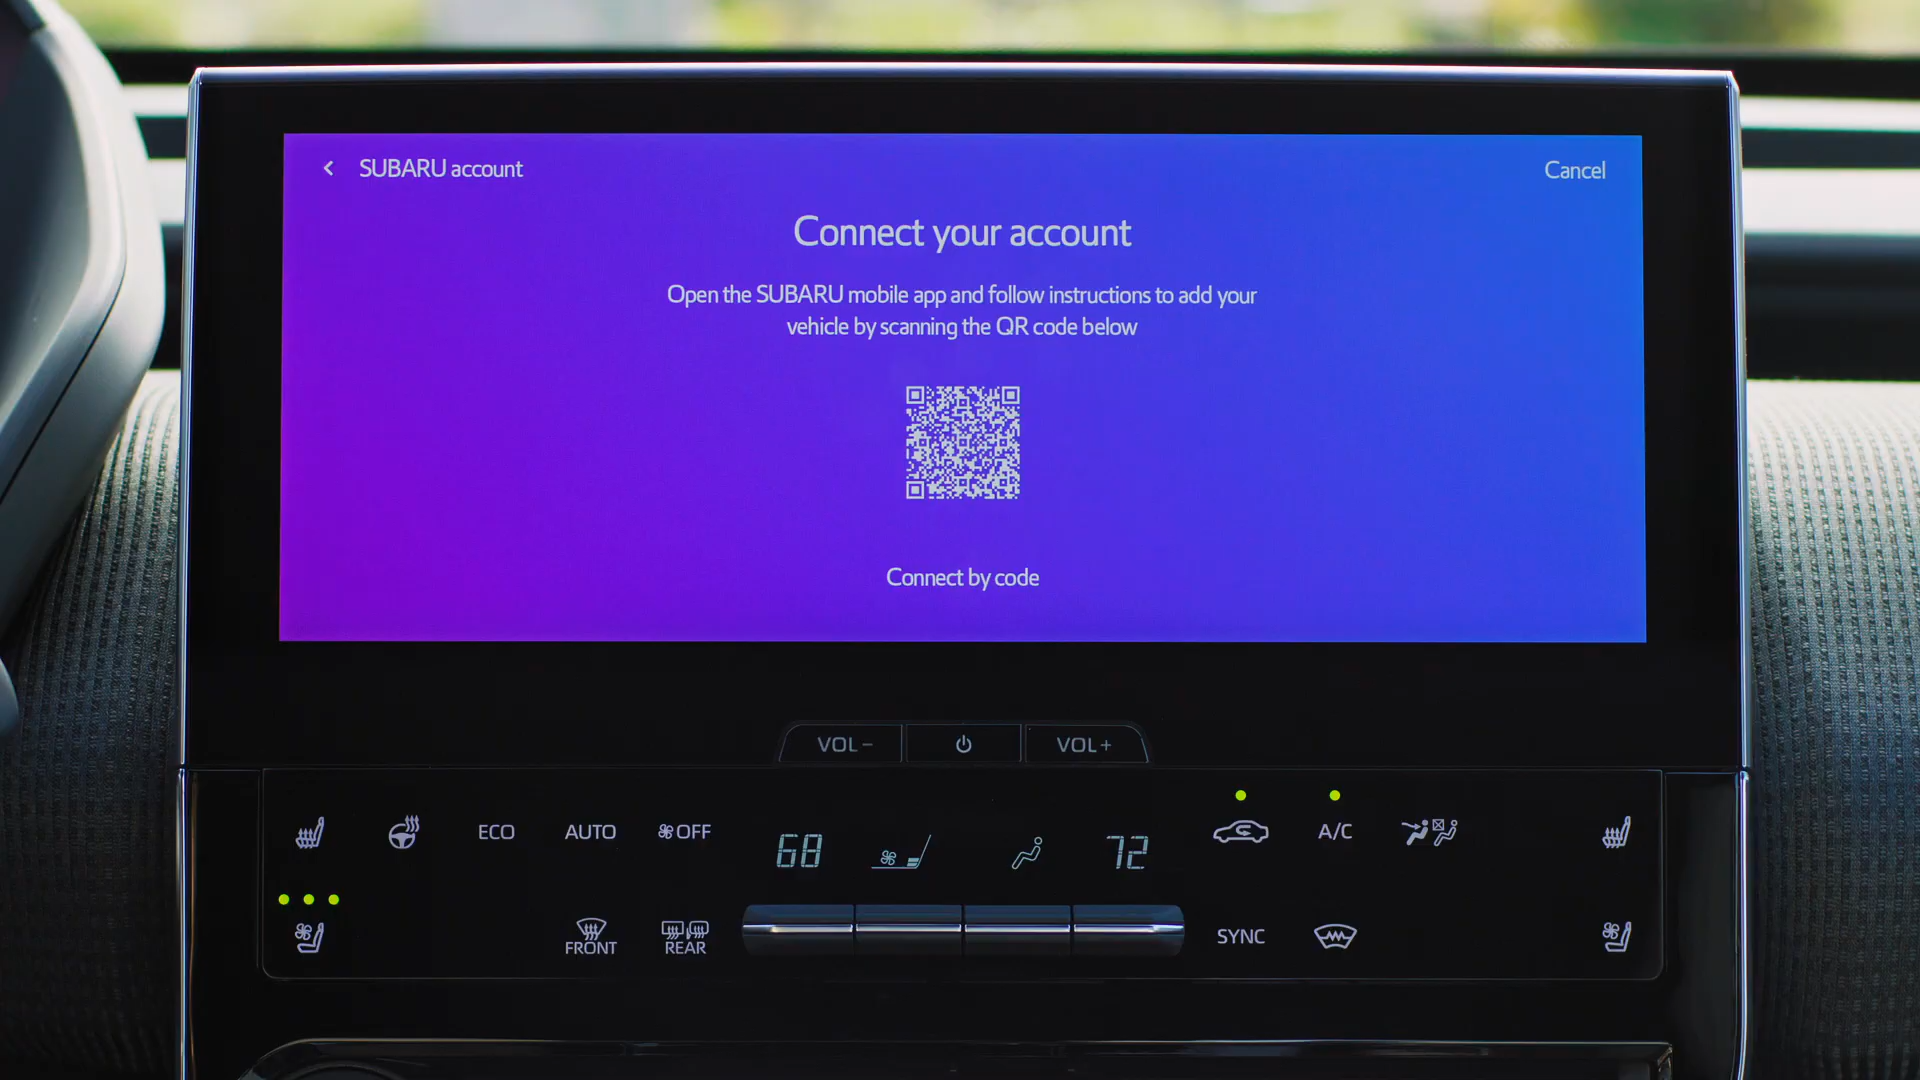 SUBARU account
Cancel
Connect your account
Open the SUBARU mobile app and follow instructions to add your
vehicle by scanning the QR code below
Connect by code
VOL - VOL +
ECO AUTO OFF 68 72 A/C
FRONT REAR SYNC